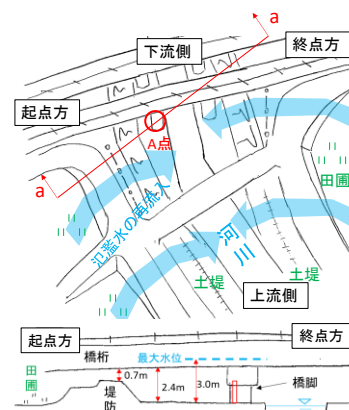 a
下流側
終点方
起点方
A点
a
田圃
氾濫水の再流入
河川
土堤
土堤
上流側
起点方
終点方
橋桁
最大水位
田圃
0.7m
2.4m
3.0m
橋脚
堤防